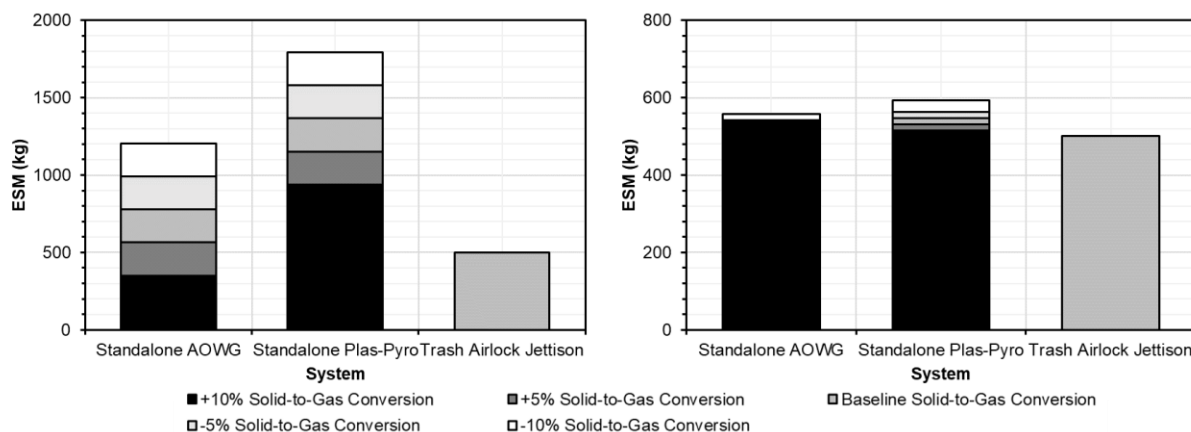 2000
1500
1000
500
0
ESM (kg)
Standalone AOWG Standalone Plas-Pyro Trash Airlock Jettison
System
800
600
400
200
0
ESM (kg)
Standalone AOWG Standalone Plas-Pyro Trash Airlock Jettison
System
+10% Solid-to-Gas Conversion +5% Solid-to-Gas Conversion Baseline Solid-to-Gas Conversion
-5% Solid-to-Gas Conversion -10% Solid-to-Gas Conversion